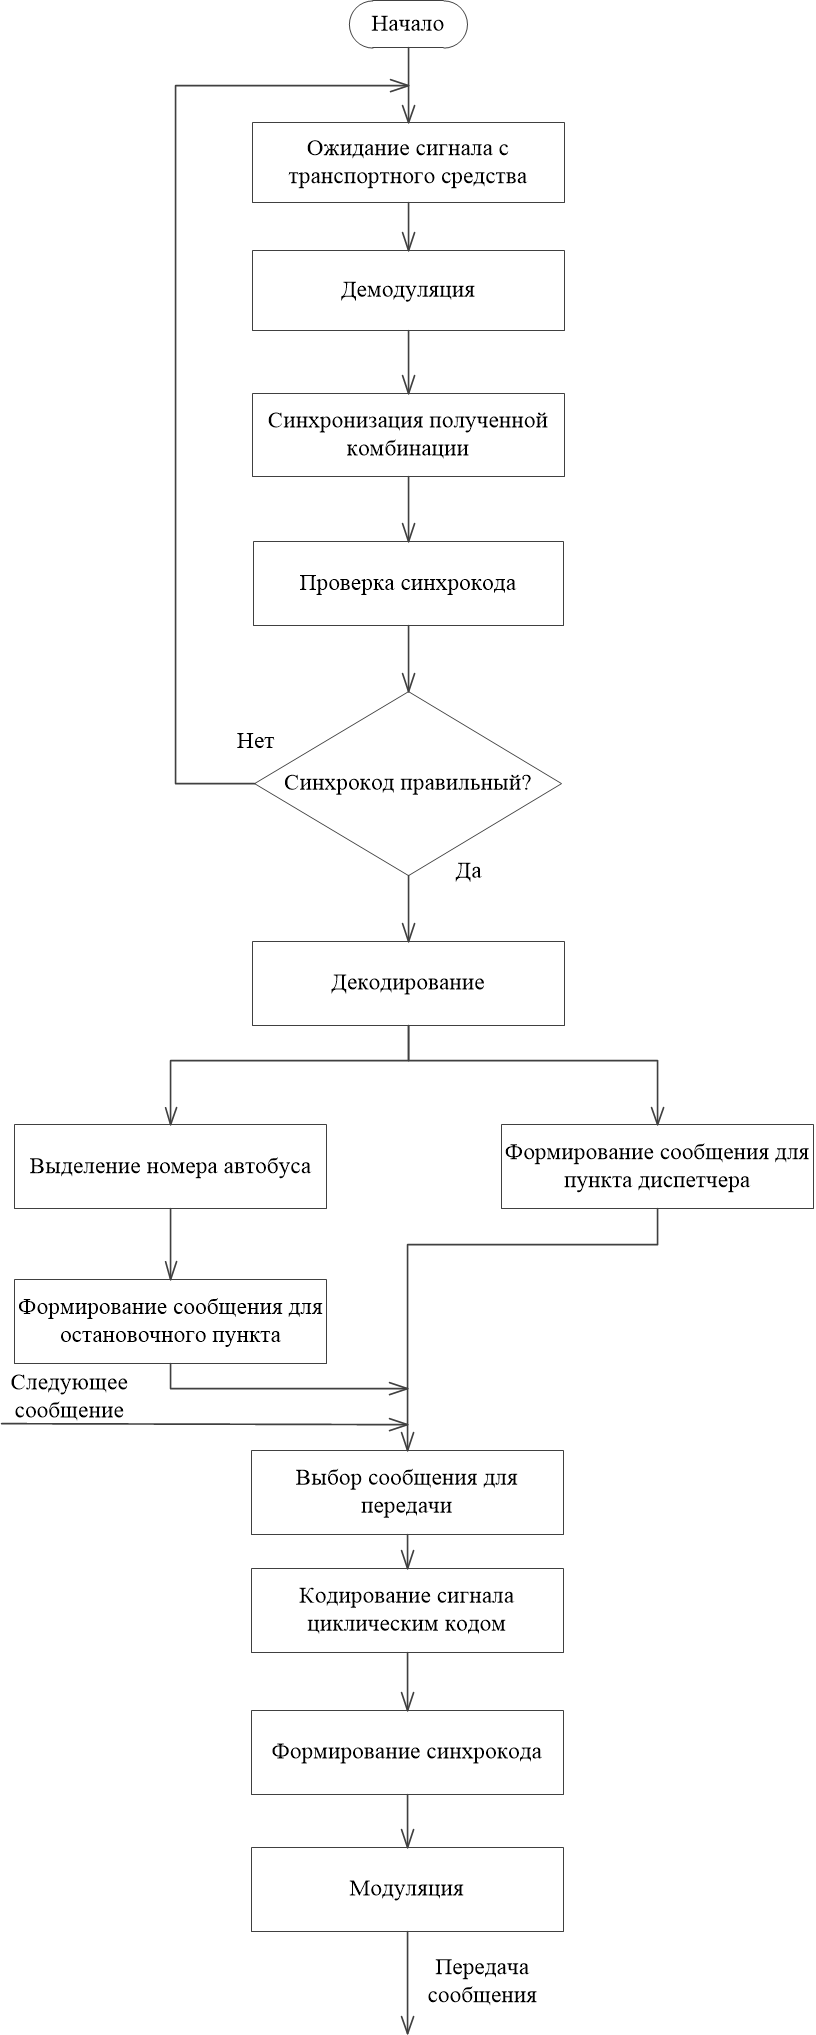 Начало
Ожидание сигнала с
транспортного средства
Демодуляция
Синхронизация полученной
комбинации
Проверка синхрокода
Нет
Синхрокод правильный?
Да
Декодирование
Выделение номера автобуса
Формирование сообщения для
пункта диспетчера
Формирование сообщения для
остановочного пункта
Следующее
сообщение
Выбор сообщения для
передачи
Кодирование сигнала
циклическим кодом
Формирование синхрокода
Модуляция
Передача
сообщения